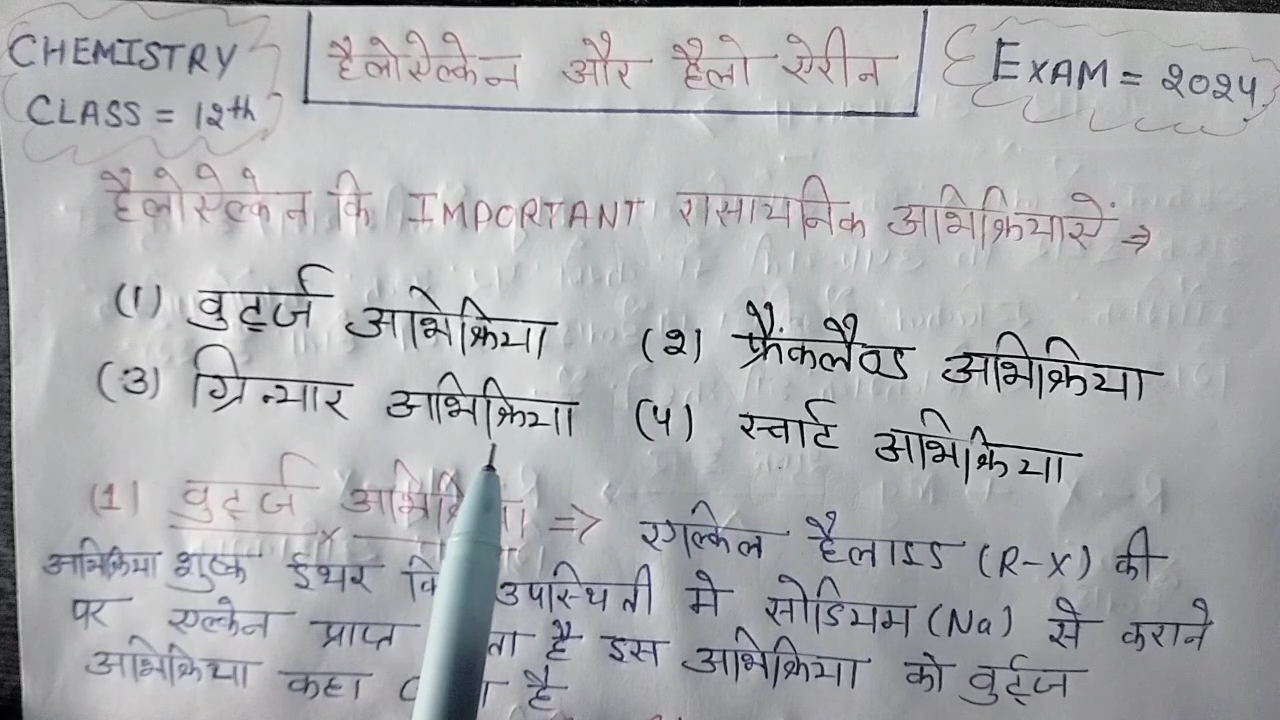 CHEMISTRY
CLASS = 12th
हैलोऐल्केन और हैलो ऐरीन
EXAM = 2024
हैलोऐल्केन कि IMPORTANT रासायनिक अभिक्रियाऐं ⇒
(1) वुर्ट्ज अभिक्रिया (2) फ्रैंकलैण्ड अभिक्रिया
(3) ग्रिन्यार अभिक्रिया (4) स्वार्ट अभिक्रिया
(1) वुर्ट्ज => एल्किल हैलाइड (R-X) की
अभिक्रिया शुष्क ईथर उपस्थिती मे सोडियम (Na) से कराने
पर एल्केन प्राप्त है इस अभिक्रिया को वुर्ट्ज
अभिक्रिया कहा है